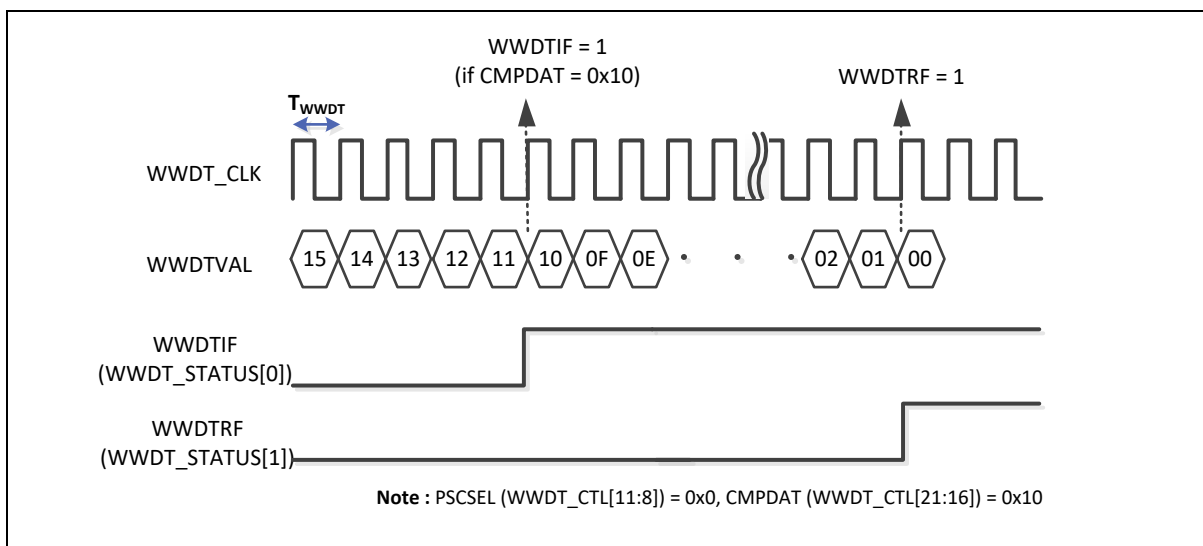 WWDTIF = 1
(if CMPDAT = 0x10)
WWDTRF = 1
TWWDT
WWDT_CLK
WWDTVAL
15 14 13 12 11 10 0F 0E • • • 02 01 00
WWDTIF
(WWDT_STATUS[0])
WWDTRF
(WWDT_STATUS[1])
Note : PSCSEL (WWDT_CTL[11:8]) = 0x0, CMPDAT (WWDT_CTL[21:16]) = 0x10